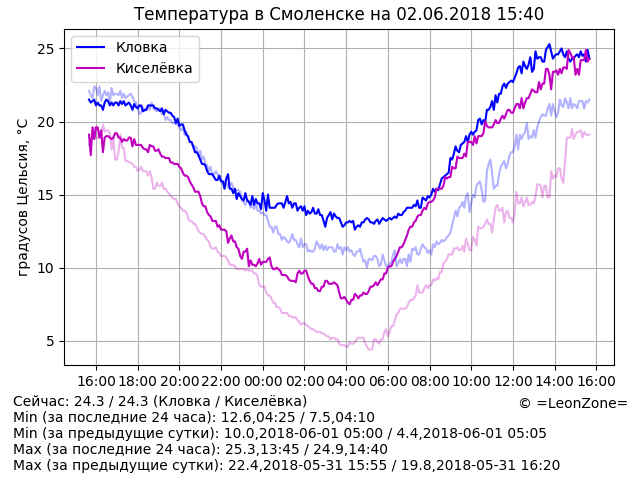 Температура в Смоленске на 02.06.2018 15:40
градусов Цельсия, °C
Кловка
Киселёвка
25
20
15
10
5
16:00 18:00 20:00 22:00 00:00 02:00 04:00 06:00 08:00 10:00 12:00 14:00 16:00
© =LeonZone=
Сейчас: 24.3 / 24.3 (Кловка / Киселёвка)
Min (за последние 24 часа): 12.6,04:25 / 7.5,04:10
Min (за предыдущие сутки): 10.0,2018-06-01 05:00 / 4.4,2018-06-01 05:05
Max (за последние 24 часа): 25.3,13:45 / 24.9,14:40
Max (за предыдущие сутки): 22.4,2018-05-31 15:55 / 19.8,2018-05-31 16:20